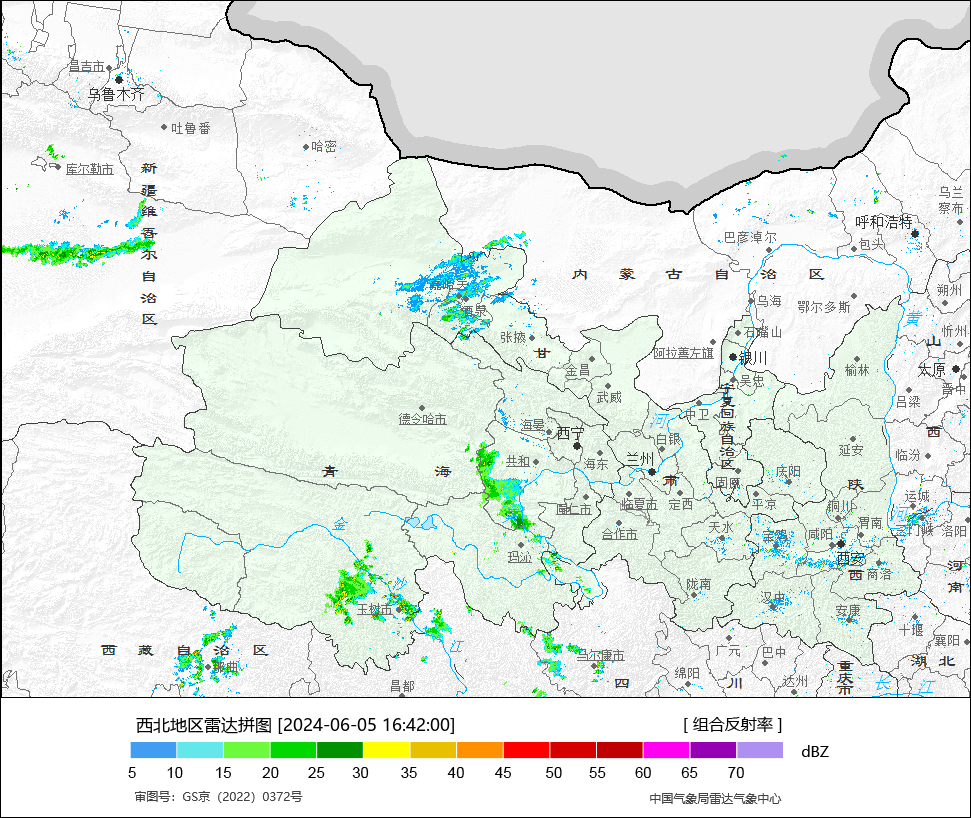 昌吉市
乌鲁木齐
吐鲁番
哈密
库尔勒市
新疆维吾尔自治区
乌兰察布
呼和浩特
包头
巴彦淖尔
内蒙古自治区
朔州
乌海
鄂尔多斯
黄
忻州
山
石嘴山
张掖
甘
酒泉
阿拉善左旗
银川
太原
晋中
金昌
榆林
吴忠
武威
吕梁
宁夏回族自治区
中卫
德令哈市
海晏
西宁
河
白银
西
延安
临汾
兰州
共和
海东
青海
固原
庆阳
肃
陕
临夏市
定西
平凉
铜川
运城
同仁市
渭南
三门峡
洛阳
金
合作市
天水
宝鸡
咸阳
西安
玛沁
西
商洛
河南
陇南
汉中
玉树市
安康
十堰
襄阳
江
西藏自治区
那曲
马尔康市
广元
巴中
湖北
绵阳
重庆市
昌都
四川
达州
长江
西北地区雷达拼图 [2024-06-05 16:42:00]
[ 组合反射率 ]
dBZ
5 10 15 20 25 30 35 40 45 50 55 60 65 70
审图号：GS京（2022）0372号
中国气象局雷达气象中心